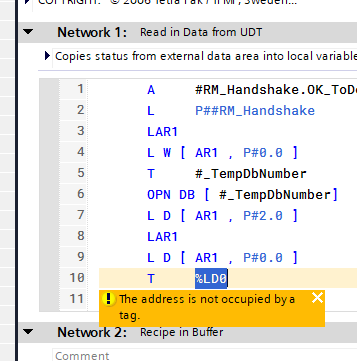 COPYRIGHT: © 2006 Tetra Pak / IPMP, Sweden...
Network 1: Read in Data from UDT
Copies status from external data area into local variable
1 A #RM_Handshake.OK_ToDo
2 L P##RM_Handshake
3 LAR1
4 L W [ AR1 , P#0.0 ]
5 T #_TempDbNumber
6 OPN DB [ #_TempDbNumber]
7 L D [ AR1 , P#2.0 ]
8 LAR1
9 L D [ AR1 , P#0.0 ]
10 T %LD0
11
The address is not occupied by a
tag.
Network 2: Recipe in Buffer
Comment